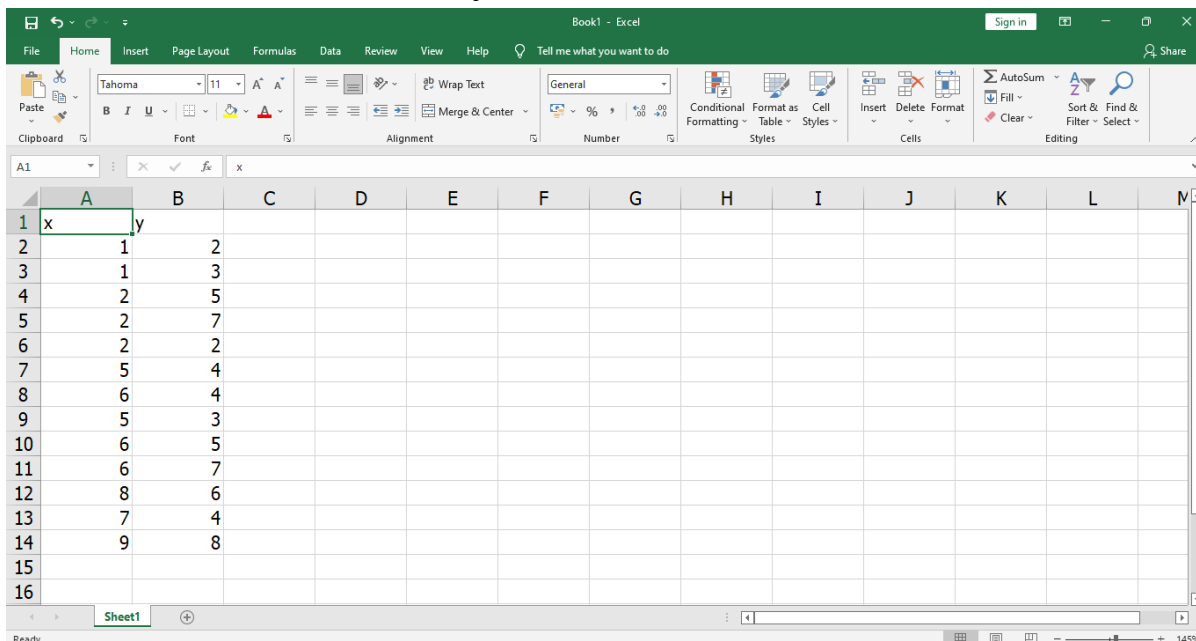 Book1 - Excel Sign in
File Home Insert Page Layout Formulas Data Review View Help Tell me what you want to do Share
Tahoma 11 A^ A˅ ab Wrap Text General Σ AutoSum
Paste B I U A Merge & Center % , .00 Conditional Formatting Format as Table Cell Styles Insert Delete Format Fill Clear Sort & Filter Find & Select
Clipboard Font Alignment Number Styles Cells Editing
A1 fx x
A B C D E F G H I J K L M
1 x y
2 1 2
3 1 3
4 2 5
5 2 7
6 2 2
7 5 4
8 6 4
9 5 3
10 6 5
11 6 7
12 8 6
13 7 4
14 9 8
15
16
Sheet1
Ready 145%